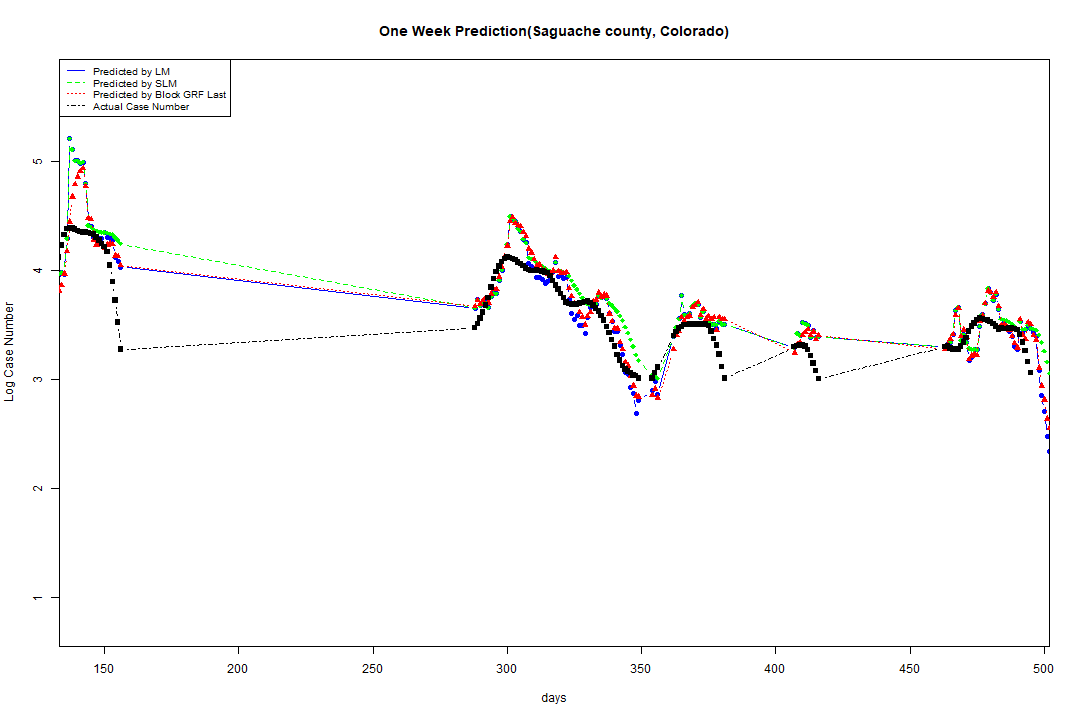 One Week Prediction(Saguache county, Colorado)
Predicted by LM
Predicted by SLM
Predicted by Block GRF Last
Actual Case Number
Log Case Number
5
4
3
2
1
150 200 250 300 350 400 450 500
days